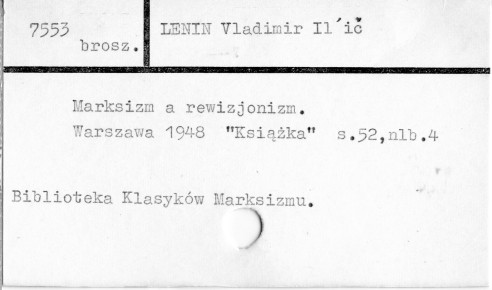 7553 LENIN Vladimir Il´ič
brosz.
Marksizm a rewizjonizm.
Warszawa 1948 "Książka" s.52,nlb.4
Biblioteka Klasyków Marksizmu.